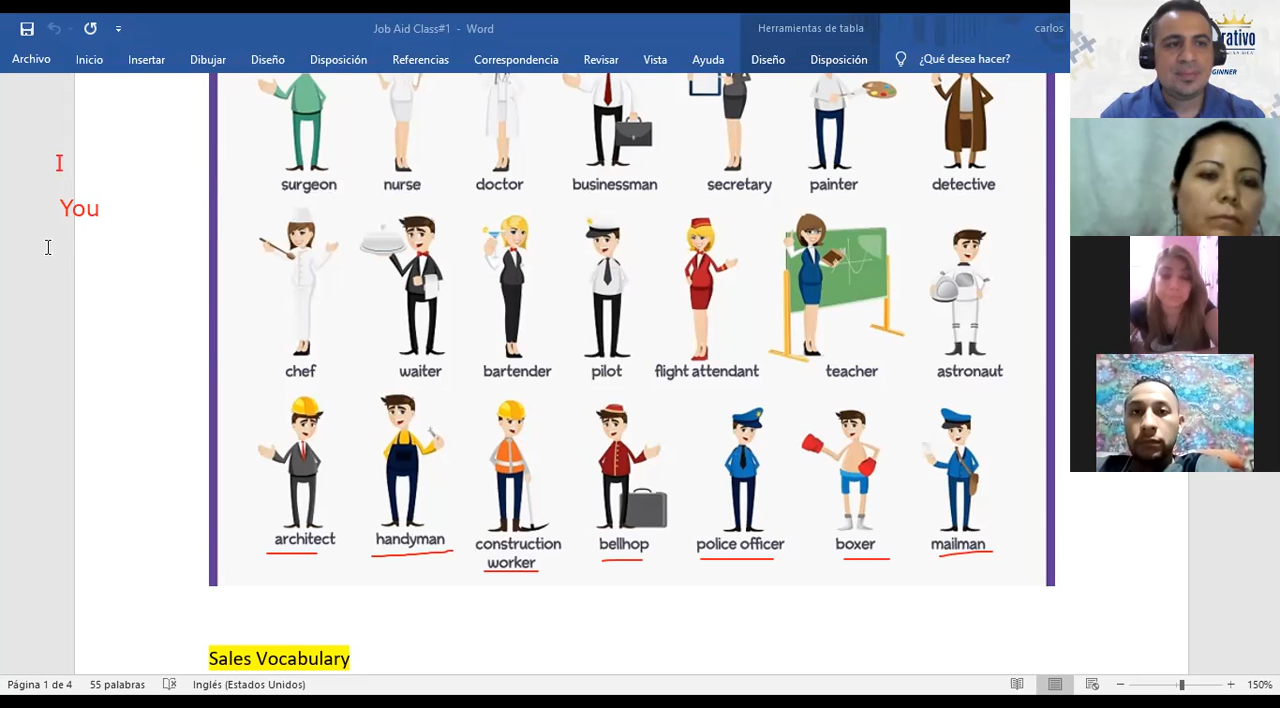 Job Aid Class#1 - Word
Herramientas de tabla
carlos
Archivo Inicio Insertar Dibujar Diseño Disposición Referencias Correspondencia Revisar Vista Ayuda Diseño Disposición ¿Qué desea hacer?
rativo
GINNER
I
You
surgeon nurse doctor businessman secretary painter detective
chef waiter bartender pilot flight attendant teacher astronaut
architect handyman construction worker bellhop police officer boxer mailman
Sales Vocabulary
Página 1 de 4 55 palabras Inglés (Estados Unidos) 150%